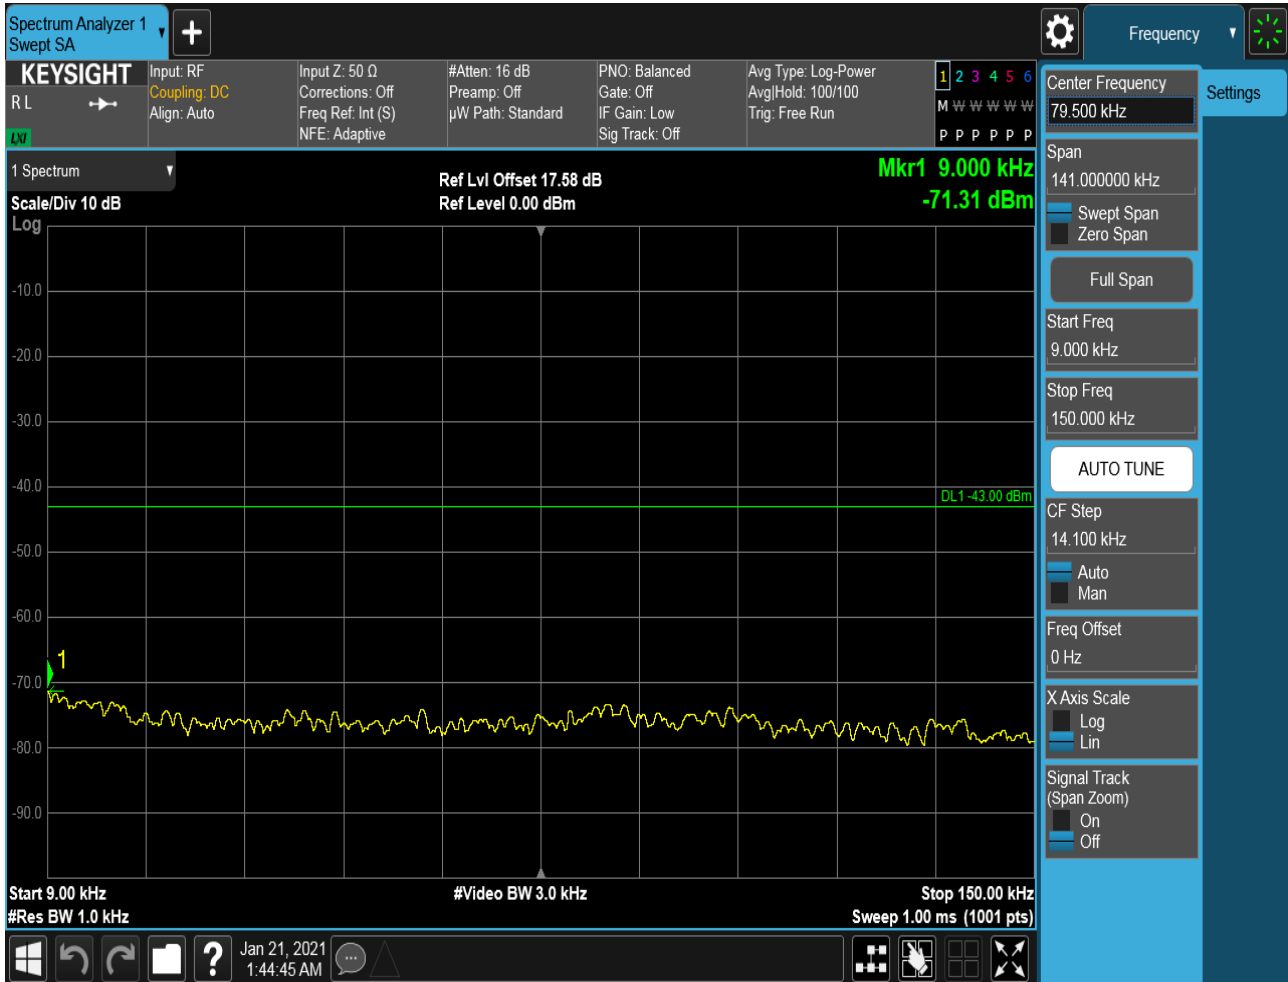 Spectrum Analyzer 1
Swept SA
Frequency
KEYSIGHT
R L
LXI
Input: RF
Coupling: DC
Align: Auto
Input Z: 50 Ω
Corrections: Off
Freq Ref: Int (S)
NFE: Adaptive
#Atten: 16 dB
Preamp: Off
µW Path: Standard
PNO: Balanced
Gate: Off
IF Gain: Low
Sig Track: Off
Avg Type: Log-Power
Avg|Hold: 100/100
Trig: Free Run
1 2 3 4 5 6
M W W W W W
P P P P P P
1 Spectrum
Scale/Div 10 dB
Log
Ref Lvl Offset 17.58 dB
Ref Level 0.00 dBm
Mkr1 9.000 kHz
-71.31 dBm
-10.0
-20.0
-30.0
-40.0
DL1 -43.00 dBm
-50.0
-60.0
1
-70.0
-80.0
-90.0
Start 9.00 kHz
#Res BW 1.0 kHz
#Video BW 3.0 kHz
Stop 150.00 kHz
Sweep 1.00 ms (1001 pts)
Jan 21, 2021
1:44:45 AM
Center Frequency
79.500 kHz
Settings
Span
141.000000 kHz
Swept Span
Zero Span
Full Span
Start Freq
9.000 kHz
Stop Freq
150.000 kHz
AUTO TUNE
CF Step
14.100 kHz
Auto
Man
Freq Offset
0 Hz
X Axis Scale
Log
Lin
Signal Track
(Span Zoom)
On
Off